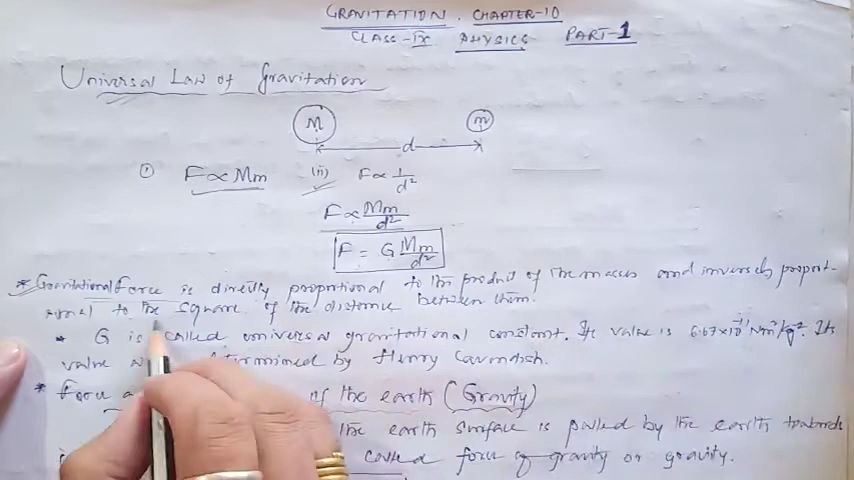 GRAVITATION. CHAPTER-10
CLASS-IX PHYSICS PART-1
Universal Law of Gravitation
M m
d
(i) F ∝ Mm (ii) F ∝ 1/d²
F ∝ Mm/d²
F = G Mm/d²
* Gravitational force is directly proportional to the product of the masses and inversely proport-
ional to the square of the distance between them.
* G is called universal gravitational constant. Its value is 6.67×10⁻¹¹ Nm²/kg². Its
value determined by Henry Cavendish.
* Force of the earth (Gravity)
the earth surface is pulled by the earth towards
called force of gravity or gravity.